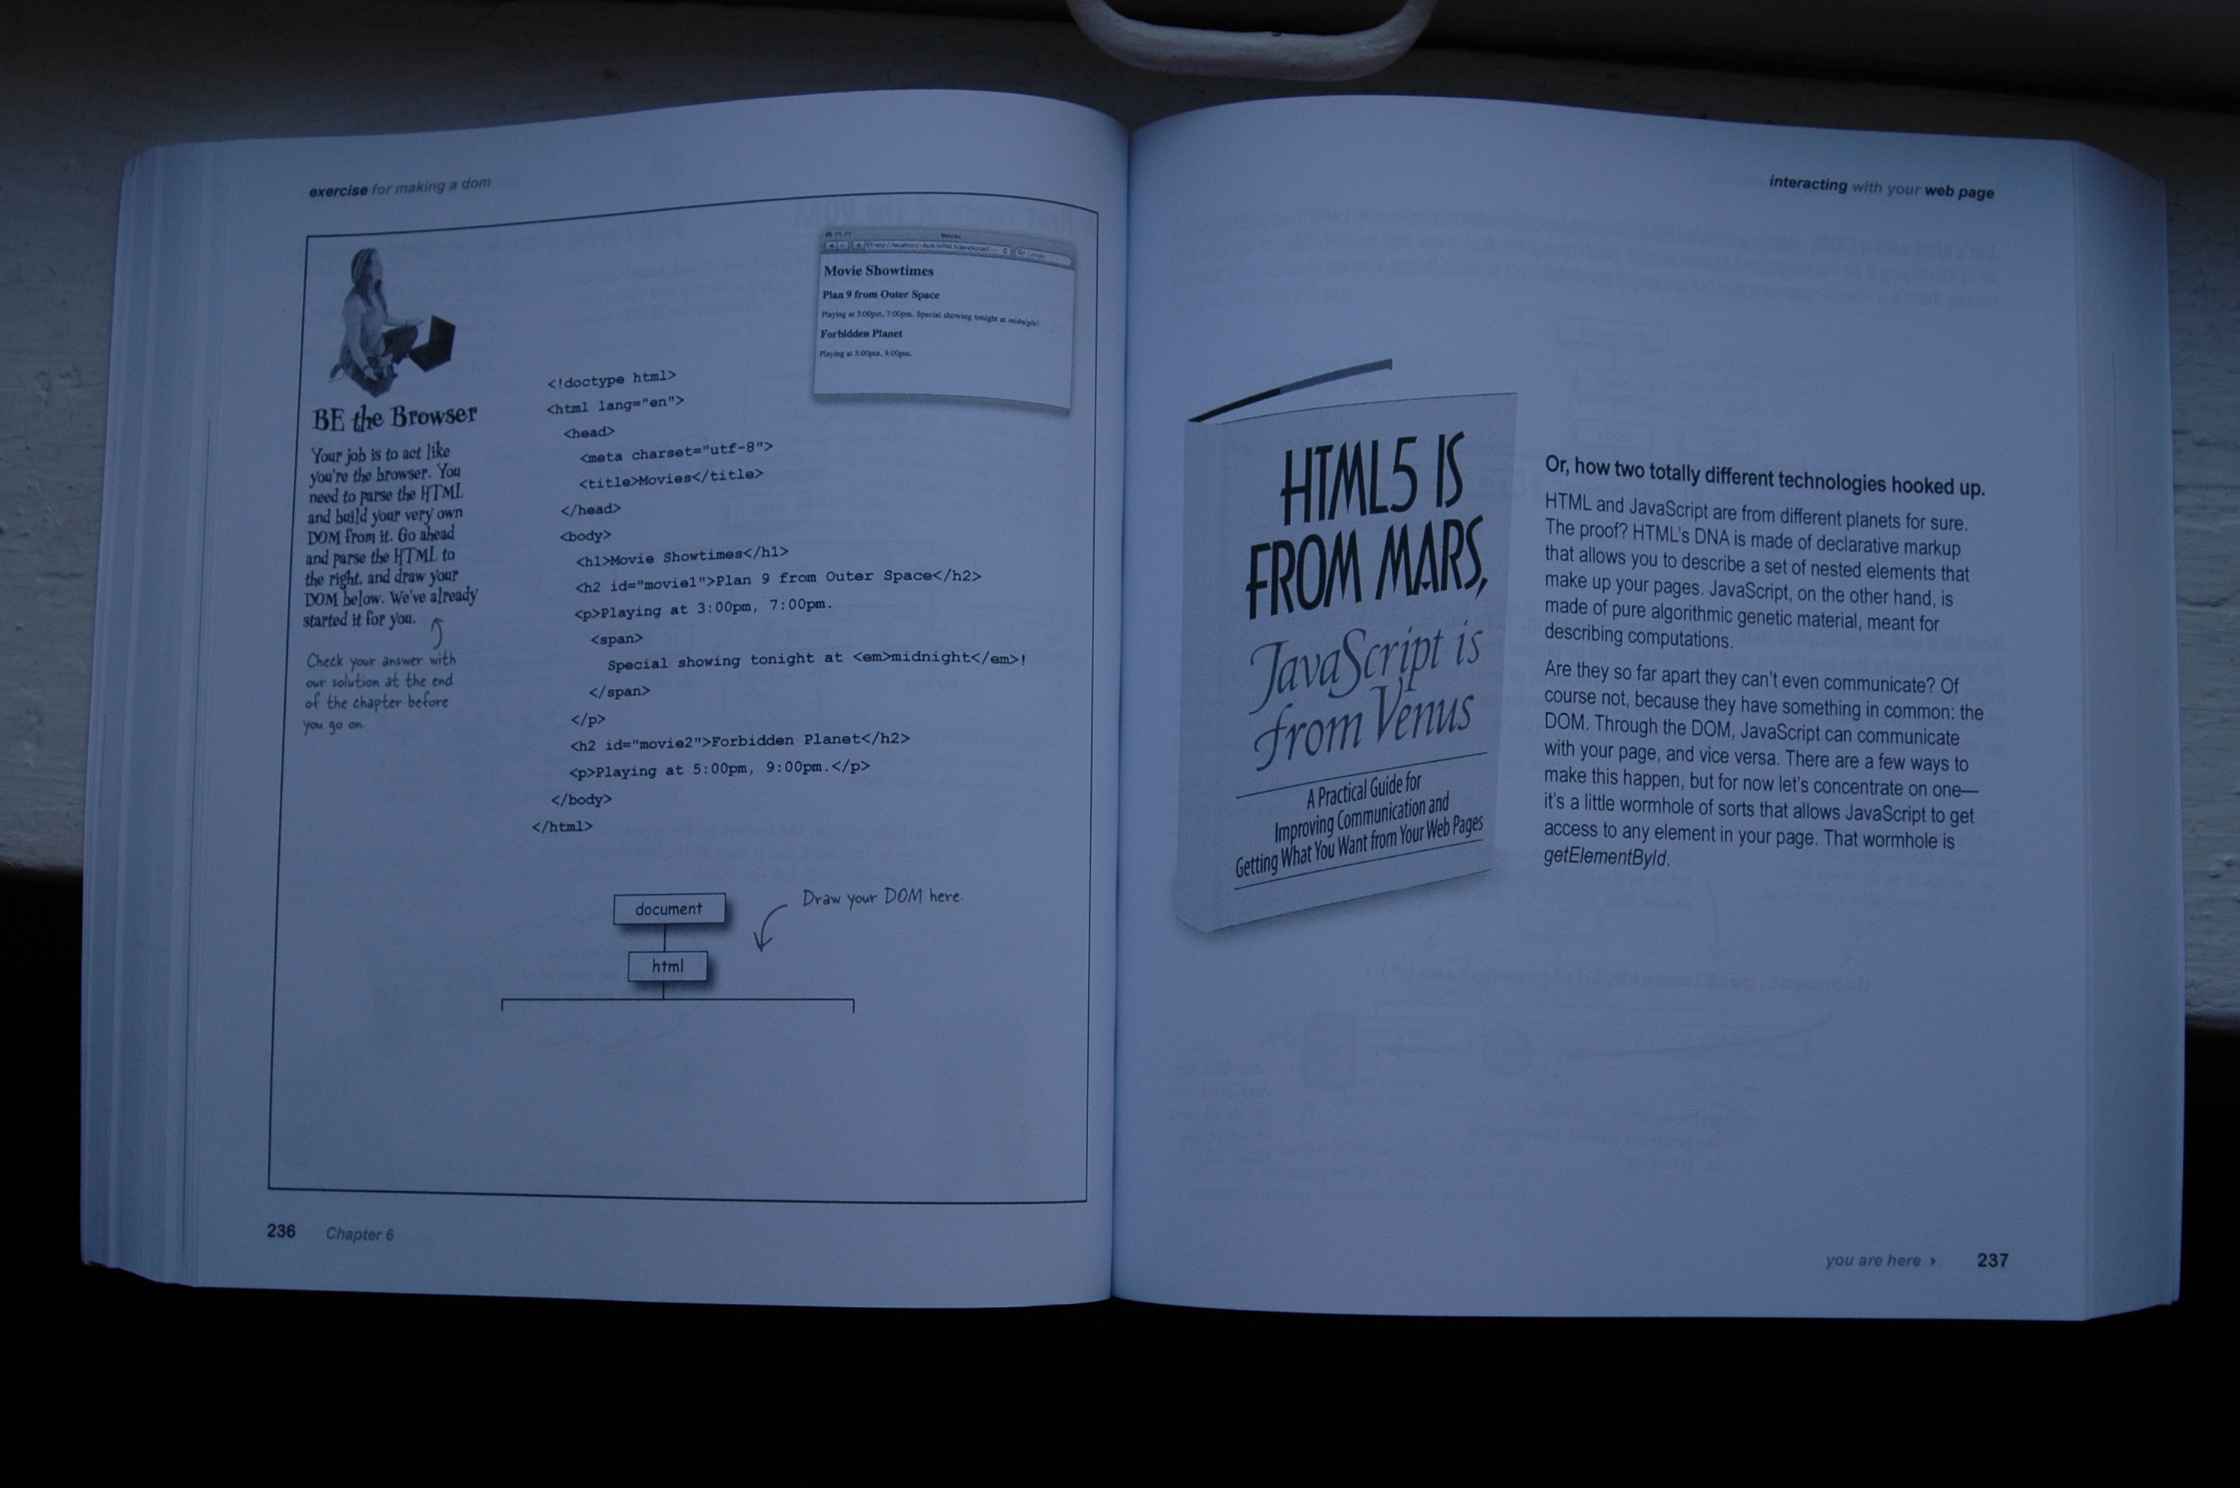 exercise for making a dom
BE the Browser
Your job is to act like
you're the browser. You
need to parse the HTML
and build your very own
DOM from it. Go ahead
and parse the HTML to
the right, and draw your
DOM below. We've already
started it for you.
Check your answer with
our solution at the end
of the chapter before
you go on
Movie Showtimes
Plan 9 from Outer Space
Playing at 3:00pm, 7:00pm. Special showing tonight at midnight!
Forbidden Planet
Playing at 5:00pm, 9:00pm.
<!doctype html>
<html lang="en">
<head>
<meta charset="utf-8">
<title>Movies</title>
</head>
<body>
<h1>Movie Showtimes</h1>
<h2 id="movie1">Plan 9 from Outer Space</h2>
<p>Playing at 3:00pm, 7:00pm.
<span>
Special showing tonight at <em>midnight</em>!
</span>
</p>
<h2 id="movie2">Forbidden Planet</h2>
<p>Playing at 5:00pm, 9:00pm.</p>
</body>
</html>
Draw your DOM here.
document
html
236 Chapter 6
interacting with your web page
HTML5 IS
FROM MARS,
JavaScript is
from Venus
A Practical Guide for
Improving Communication and
Getting What You Want from Your Web Pages
Or, how two totally different technologies hooked up.
HTML and JavaScript are from different planets for sure.
The proof? HTML's DNA is made of declarative markup
that allows you to describe a set of nested elements that
make up your pages. JavaScript, on the other hand, is
made of pure algorithmic genetic material, meant for
describing computations.
Are they so far apart they can't even communicate? Of
course not, because they have something in common: the
DOM. Through the DOM, JavaScript can communicate
with your page, and vice versa. There are a few ways to
make this happen, but for now let's concentrate on one—
it's a little wormhole of sorts that allows JavaScript to get
access to any element in your page. That wormhole is
getElementById.
you are here 237